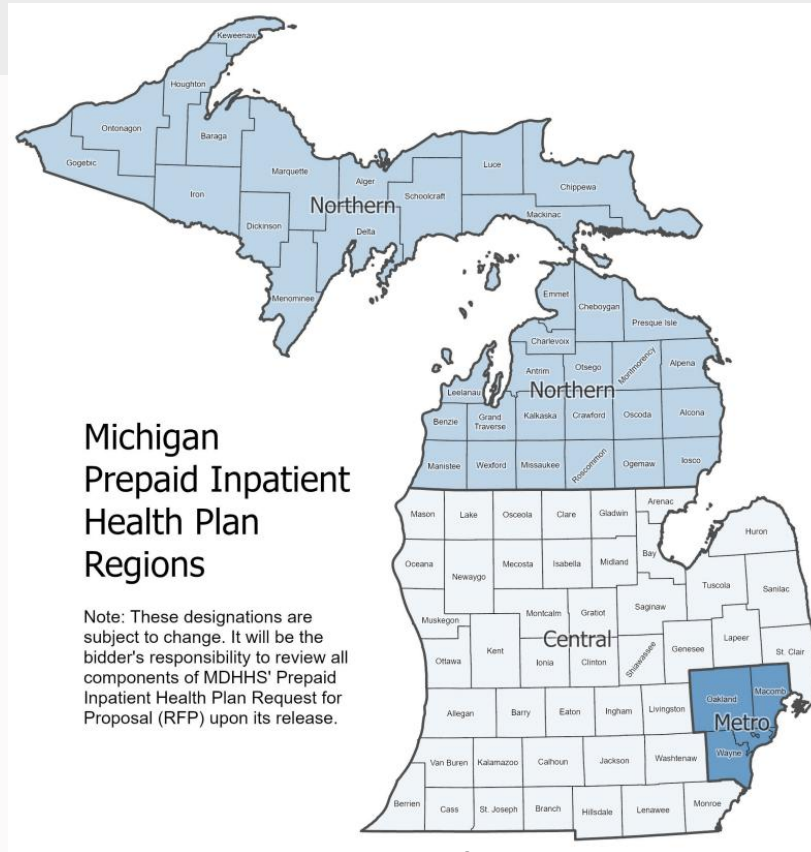 Keweenaw
Houghton
Ontonagon
Baraga
Gogebic
Marquette
Iron
Dickinson
Menominee
Alger
Northern
Delta
Schoolcraft
Luce
Chippewa
Mackinac
Emmet
Cheboygan
Presque Isle
Charlevoix
Antrim
Otsego
Montmorency
Alpena
Northern
Leelanau
Benzie
Grand
Traverse
Kalkaska
Crawford
Oscoda
Alcona
Manistee
Wexford
Missaukee
Roscommon
Ogemaw
Iosco
Michigan
Prepaid Inpatient
Health Plan
Regions
Note: These designations are
subject to change. It will be the
bidder's responsibility to review all
components of MDHHS' Prepaid
Inpatient Health Plan Request for
Proposal (RFP) upon its release.
Mason
Lake
Osceola
Clare
Gladwin
Arenac
Huron
Oceana
Newaygo
Mecosta
Isabella
Midland
Bay
Tuscola
Sanilac
Muskegon
Montcalm
Gratiot
Saginaw
Central
Ottawa
Kent
Ionia
Clinton
Shiawassee
Genesee
Lapeer
St. Clair
Allegan
Barry
Eaton
Ingham
Livingston
Oakland
Macomb
Metro
Wayne
Van Buren
Kalamazoo
Calhoun
Jackson
Washtenaw
Berrien
Cass
St. Joseph
Branch
Hillsdale
Lenawee
Monroe